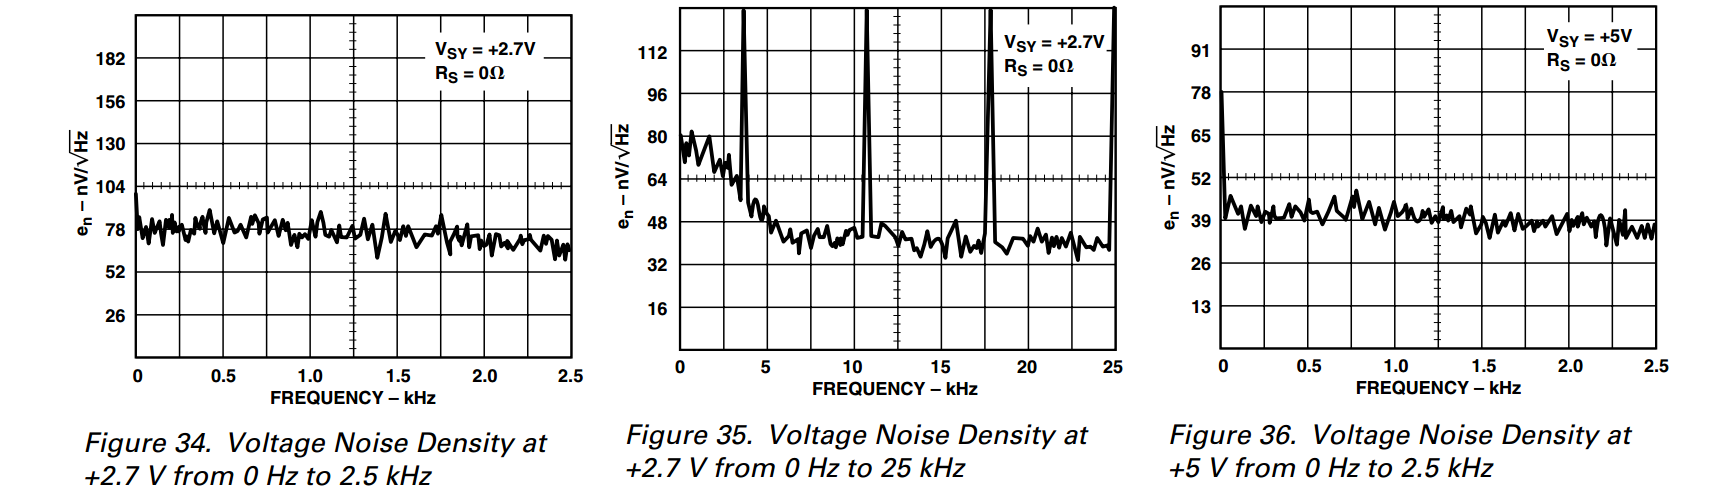 182
156
130
104
78
52
26
en – nV/√Hz
VSY = +2.7V
RS = 0Ω
0 0.5 1.0 1.5 2.0 2.5
FREQUENCY – kHz
Figure 34. Voltage Noise Density at
+2.7 V from 0 Hz to 2.5 kHz
112
96
80
64
48
32
16
en – nV/√Hz
VSY = +2.7V
RS = 0Ω
0 5 10 15 20 25
FREQUENCY – kHz
Figure 35. Voltage Noise Density at
+2.7 V from 0 Hz to 25 kHz
91
78
65
52
39
26
13
en – nV/√Hz
VSY = +5V
RS = 0Ω
0 0.5 1.0 1.5 2.0 2.5
FREQUENCY – kHz
Figure 36. Voltage Noise Density at
+5 V from 0 Hz to 2.5 kHz